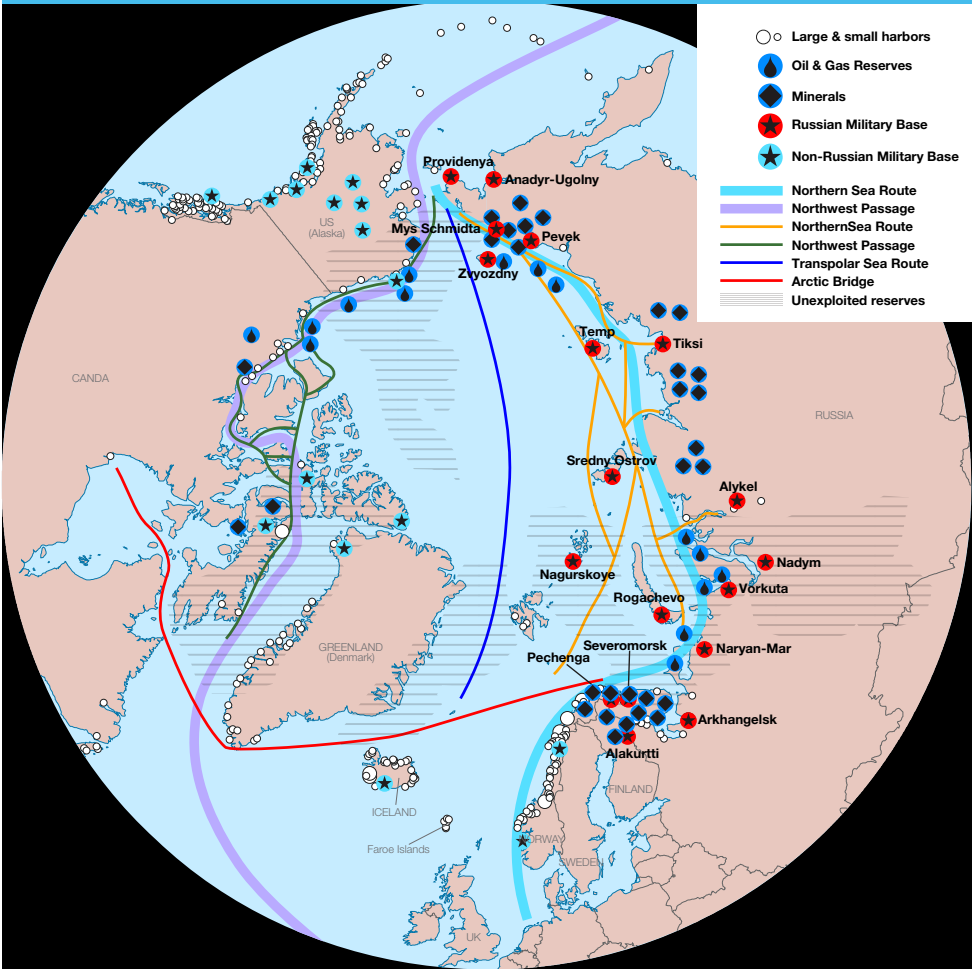 Large & small harbors
Oil & Gas Reserves
Minerals
Russian Military Base
Non-Russian Military Base
Northern Sea Route
Northwest Passage
NorthernSea Route
Northwest Passage
Transpolar Sea Route
Arctic Bridge
Unexploited reserves
Providenya
Anadyr-Ugolny
US
(Alaska)
Mys Schmidta
Pevek
Zvyozdny
Temp
Tiksi
CANDA
RUSSIA
Sredny Ostrov
Alykel
Nagurskoye
Nadym
Vorkuta
Rogachevo
Severomorsk
Naryan-Mar
Pechenga
GREENLAND
(Denmark)
Arkhangelsk
Alakurtti
FINLAND
ICELAND
NORWAY
Faroe Islands
SWEDEN
UK